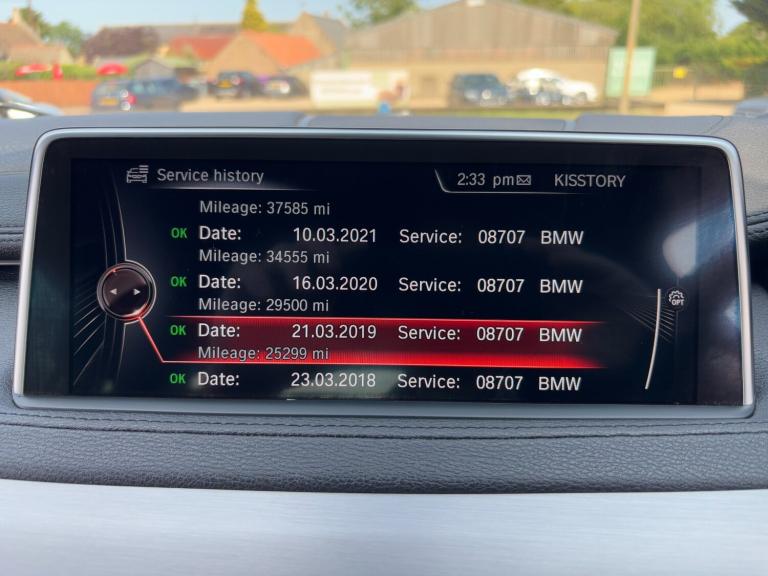 Service history 2:33 pm KISSTORY
Mileage: 37585 mi
OK Date: 10.03.2021 Service: 08707 BMW
Mileage: 34555 mi
OK Date: 16.03.2020 Service: 08707 BMW
Mileage: 29500 mi
OK Date: 21.03.2019 Service: 08707 BMW
Mileage: 25299 mi
OK Date: 23.03.2018 Service: 08707 BMW
OPT